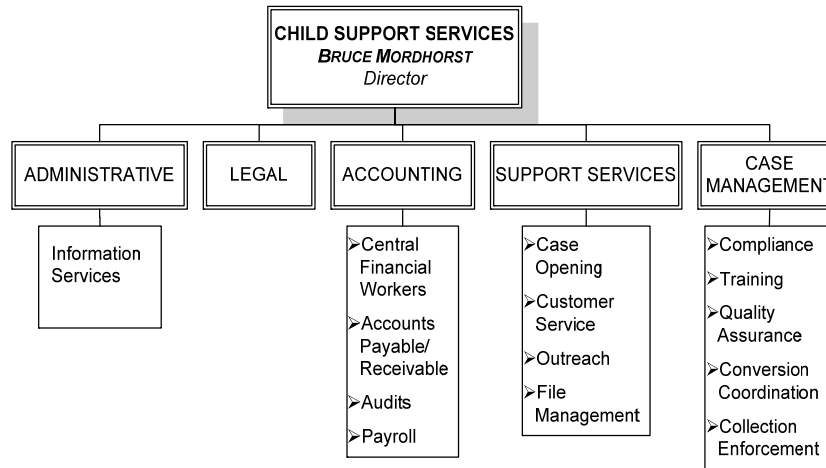 CHILD SUPPORT SERVICES
BRUCE MORDHORST
Director
ADMINISTRATIVE
LEGAL
ACCOUNTING
SUPPORT SERVICES
CASE
MANAGEMENT
Information
Services
➢Central
Financial
Workers
➢Accounts
Payable/
Receivable
➢Audits
➢Payroll
➢Case
Opening
➢Customer
Service
➢Outreach
➢File
Management
➢Compliance
➢Training
➢Quality
Assurance
➢Conversion
Coordination
➢Collection
Enforcement